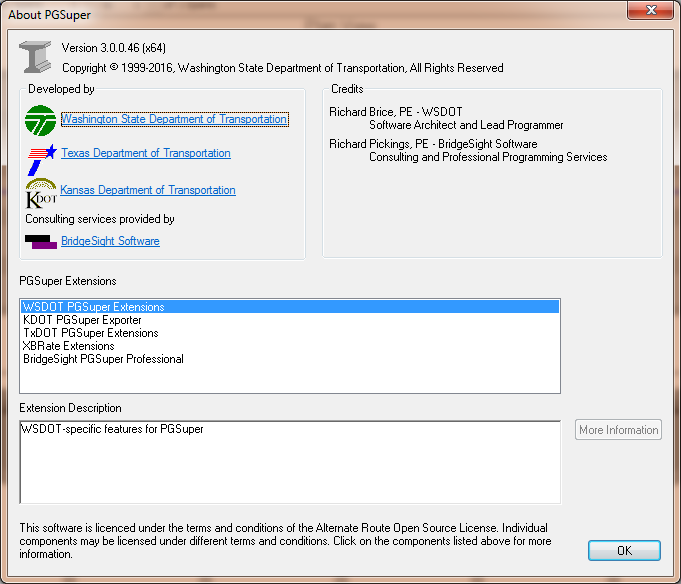 About PGSuper
Version 3.0.0.46 (x64)
Copyright © 1999-2016, Washington State Department of Transportation, All Rights Reserved
Developed by
Washington State Department of Transportation
Texas Department of Transportation
KDOT
Kansas Department of Transportation
Consulting services provided by
BridgeSight Software
Credits
Richard Brice, PE - WSDOT
Software Architect and Lead Programmer
Richard Pickings, PE - BridgeSight Software
Consulting and Professional Programming Services
PGSuper Extensions
WSDOT PGSuper Extensions
KDOT PGSuper Exporter
TxDOT PGSuper Extensions
XBRate Extensions
BridgeSight PGSuper Professional
Extension Description
WSDOT-specific features for PGSuper
More Information
This software is licenced under the terms and conditions of the Alternate Route Open Source License. Individual
components may be licensed under different terms and conditions. Click on the components listed above for more
information.
OK